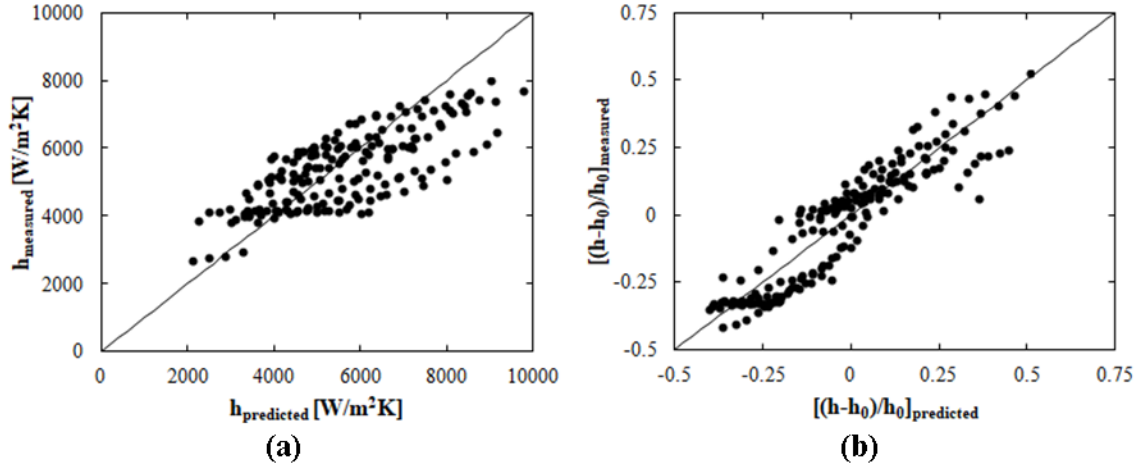 10000
8000
6000
4000
2000
0
h_measured [W/m²K]
0 2000 4000 6000 8000 10000
h_predicted [W/m²K]
(a)
0.75
0.5
0.25
0
-0.25
-0.5
[(h-h₀)/h₀]_measured
-0.5 -0.25 0 0.25 0.5 0.75
[(h-h₀)/h₀]_predicted
(b)